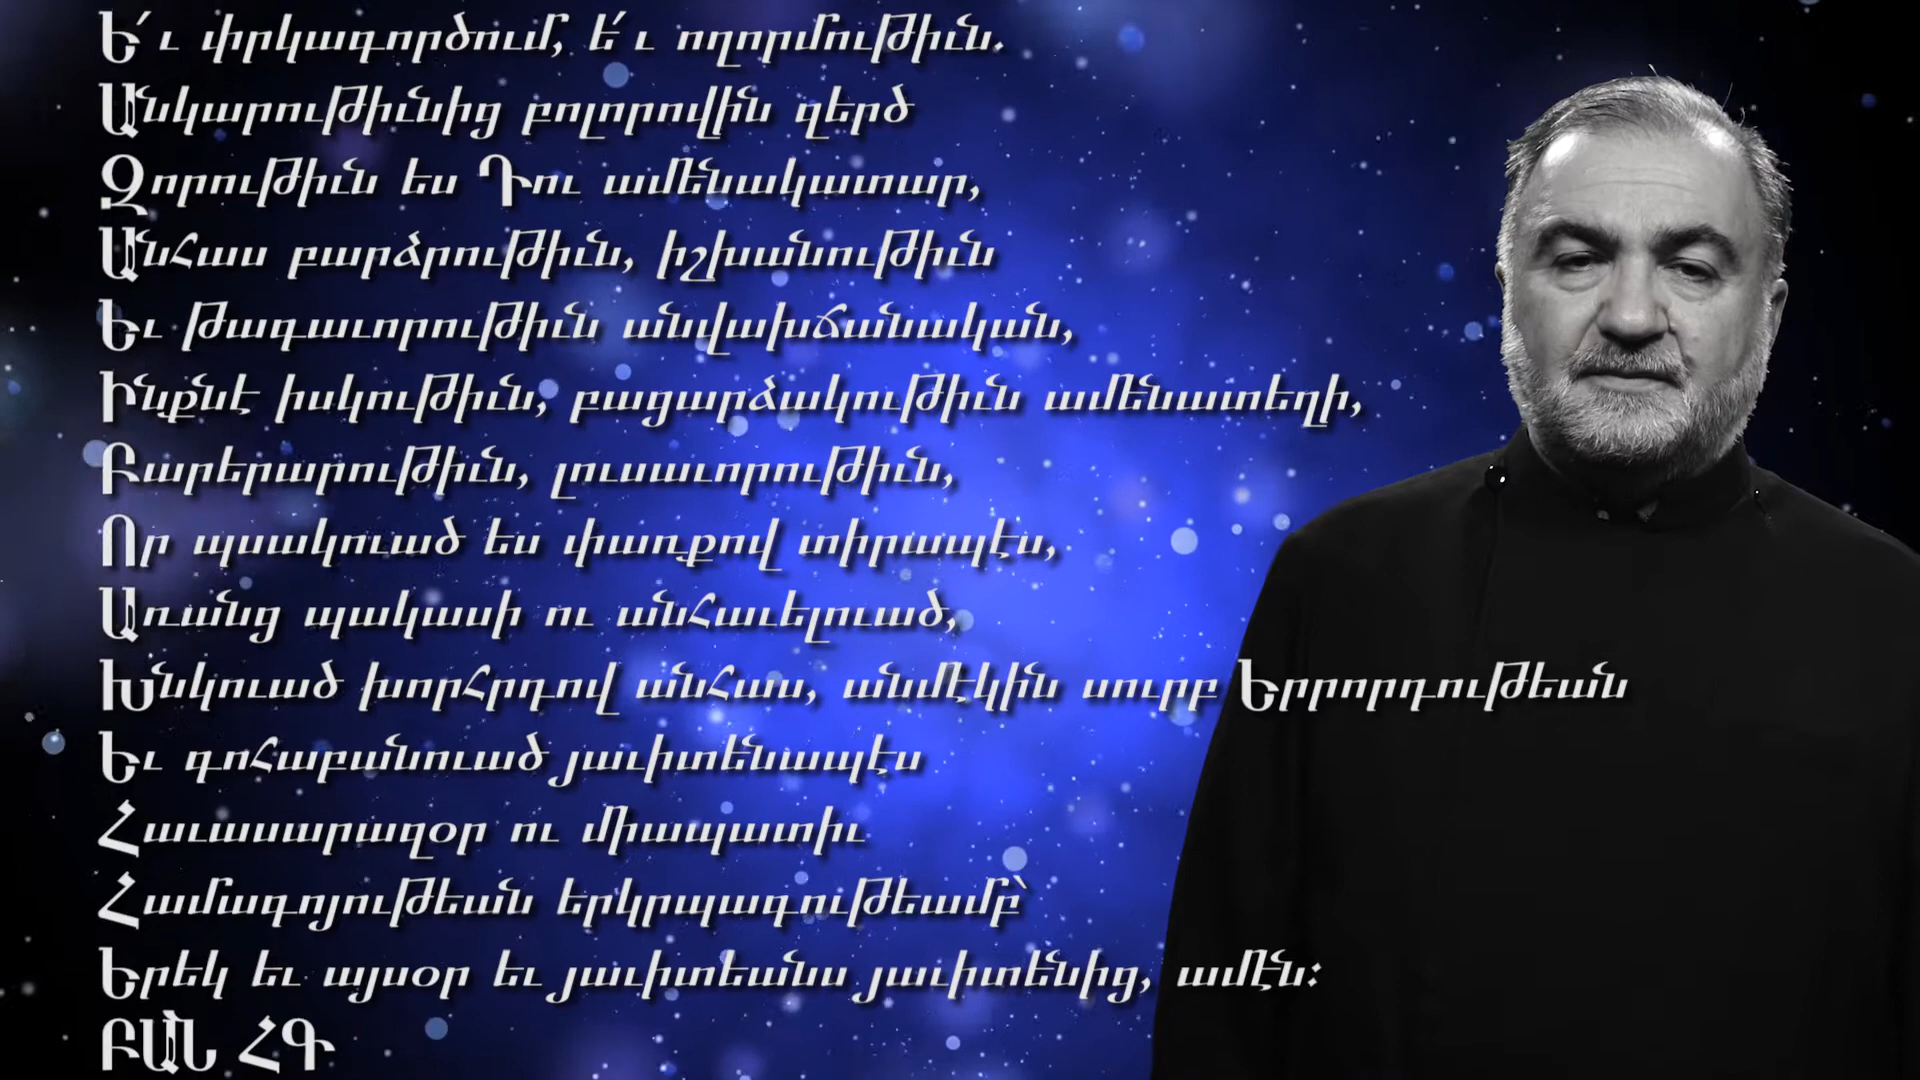 Ե՛ւ փրկագործում, ե՛ւ ողորմութիւն.
Անկարութիւնից բոլորովին զերծ
Զօրութիւն ես Դու ամենակատար,
Անհաս բարձրութիւն, իշխանութիւն
Եւ թագաւորութիւն անվախճանական,
Ինքնէ իսկութիւն, բացարձակութիւն ամենատեղի,
Բարերարութիւն, լուսաւորութիւն,
Որ պսակուած ես փառքով տիրապէս,
Առանց պակասի ու անհաւելուած,
Խնկուած խորհրդով անհաս, անմեկին սուրբ Երրորդութեան
Եւ գոհաբանուած յաւիտենապէս
Հաւասարազօր ու միապատիւ
Համագոյութեան երկրպագութեամբ՝
Երեկ եւ այսօր եւ յաւիտեանս յաւիտենից, ամէն։
ԲԱՆ ՀԳ